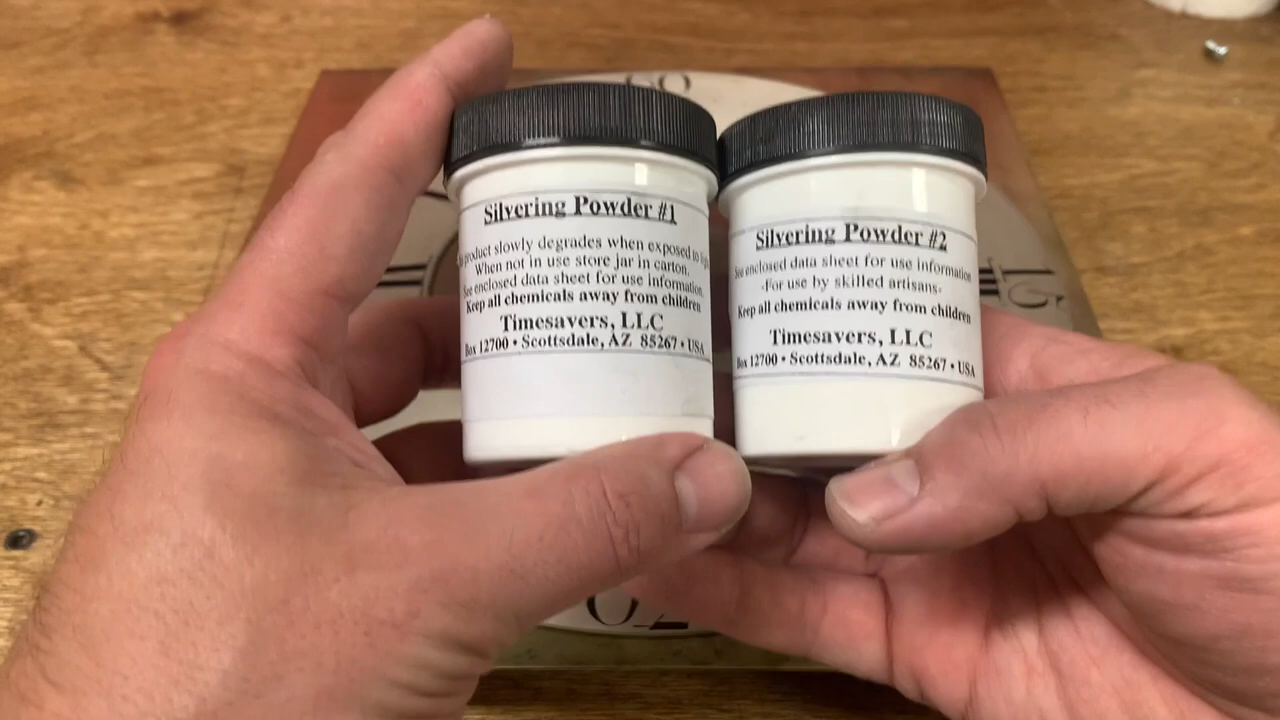 Silvering Powder #1
product slowly degrades when exposed to
When not in use store jar in carton.
See enclosed data sheet for use information.
Keep all chemicals away from children
Timesavers, LLC
Box 12700 • Scottsdale, AZ 85267 • USA
Silvering Powder #2
See enclosed data sheet for use information
-For use by skilled artisans-
Keep all chemicals away from children
Timesavers, LLC
Box 12700 • Scottsdale, AZ 85267 • USA
60
15